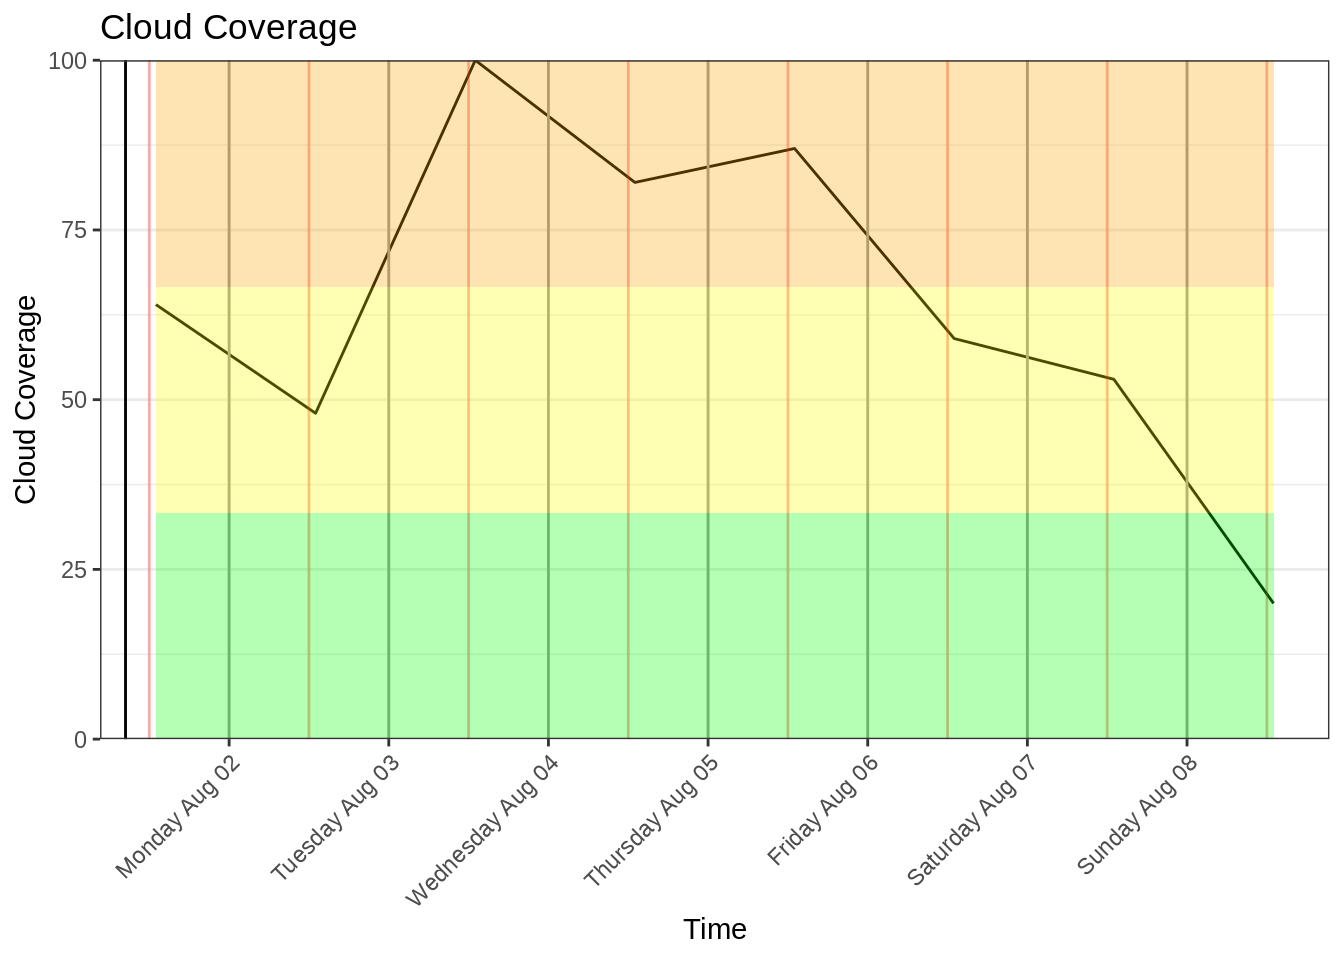 Cloud Coverage
100
75
50
25
0
Cloud Coverage
Monday Aug 02
Tuesday Aug 03
Wednesday Aug 04
Thursday Aug 05
Friday Aug 06
Saturday Aug 07
Sunday Aug 08
Time